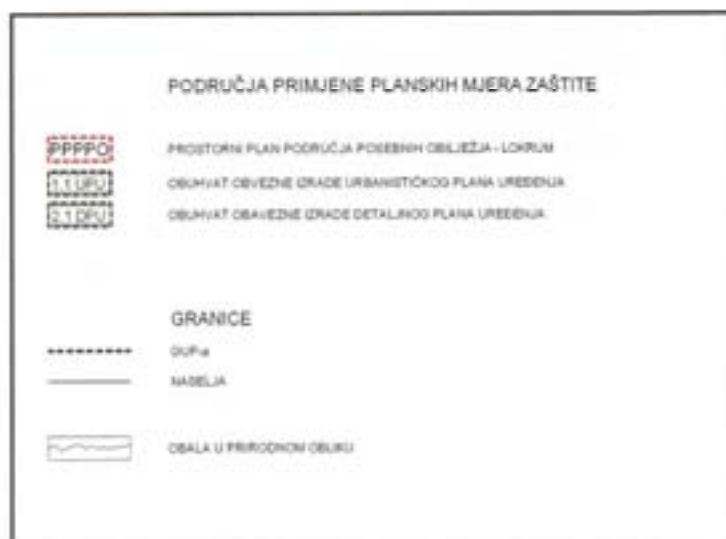 PODRUČJA PRIMJENE PLANSKIH MJERA ZAŠTITE
PPPPO PROSTORNI PLAN PODRUČJA POSEBNIH OBILJEŽJA - LOKRUM
1.1 UPU OBUHVAT OBVEZNE IZRADE URBANISTIČKOG PLANA UREĐENJA
2.1 DPU OBUHVAT OBAVEZNE IZRADE DETALJNOG PLANA UREĐENJA
GRANICE
GUP-a
NASELJA
OBALA U PRIRODNOM OBLIKU